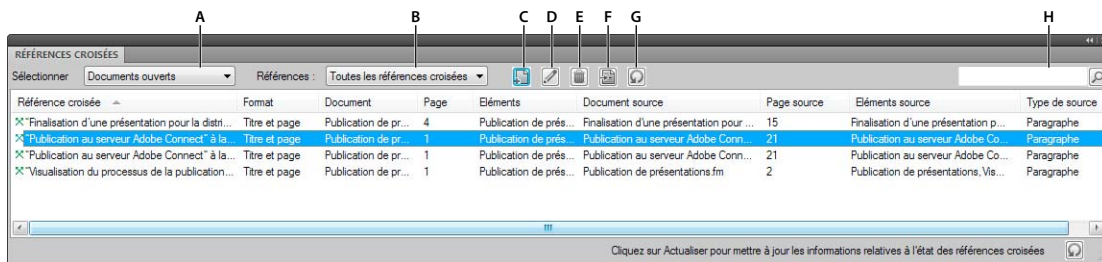 A B C D E F G H
RÉFÉRENCES CROISÉES
Sélectionner Documents ouverts Références : Toutes les références croisées
Référence croisée Format Document Page Eléments Document source Page source Eléments source Type de source
"Finalisation d'une présentation pour la distri... Titre et page Publication de pr... 4 Publication de prés... Finalisation d'une présentation pour ... 15 Finalisation d'une présentation p... Paragraphe
"Publication au serveur Adobe Connect" à la... Titre et page Publication de pr... 1 Publication de prés... Publication au serveur Adobe Conn... 21 Publication au serveur Adobe Co... Paragraphe
"Publication au serveur Adobe Connect" à la... Titre et page Publication de pr... 1 Publication de prés... Publication au serveur Adobe Conn... 21 Publication au serveur Adobe Co... Paragraphe
"Visualisation du processus de la publication... Titre et page Publication de pr... 1 Publication de prés... Publication de présentations.fm 2 Publication de présentations, Vis... Paragraphe
Cliquez sur Actualiser pour mettre à jour les informations relatives à l'état des références croisées